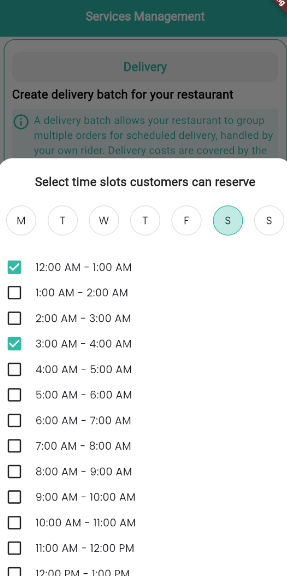 Services Management
Delivery
Create delivery batch for your restaurant
A delivery batch allows your restaurant to group
multiple orders for scheduled delivery, handled by
your own rider. Delivery costs are covered by the
Select time slots customers can reserve
M T W T F S S
12:00 AM - 1:00 AM
1:00 AM - 2:00 AM
2:00 AM - 3:00 AM
3:00 AM - 4:00 AM
4:00 AM - 5:00 AM
5:00 AM - 6:00 AM
6:00 AM - 7:00 AM
7:00 AM - 8:00 AM
8:00 AM - 9:00 AM
9:00 AM - 10:00 AM
10:00 AM - 11:00 AM
11:00 AM - 12:00 PM
12:00 PM - 1:00 PM